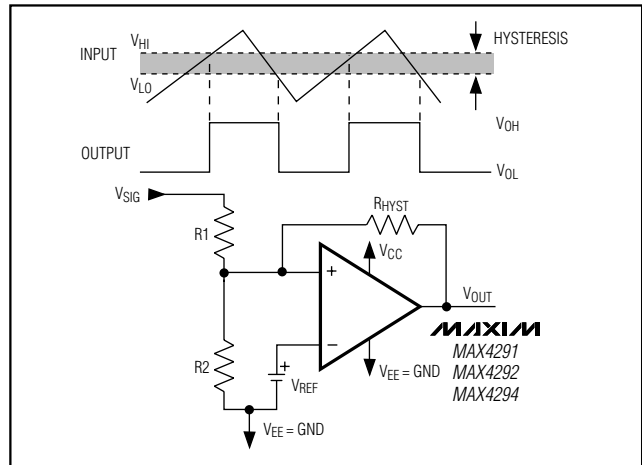 V_HI
HYSTERESIS
INPUT
V_LO
V_OH
OUTPUT
V_OL
V_SIG
R_HYST
R1
V_CC
+
V_OUT
MAXIM
−
MAX4291
R2
+
V_REF
V_EE = GND
MAX4292
MAX4294
V_EE = GND